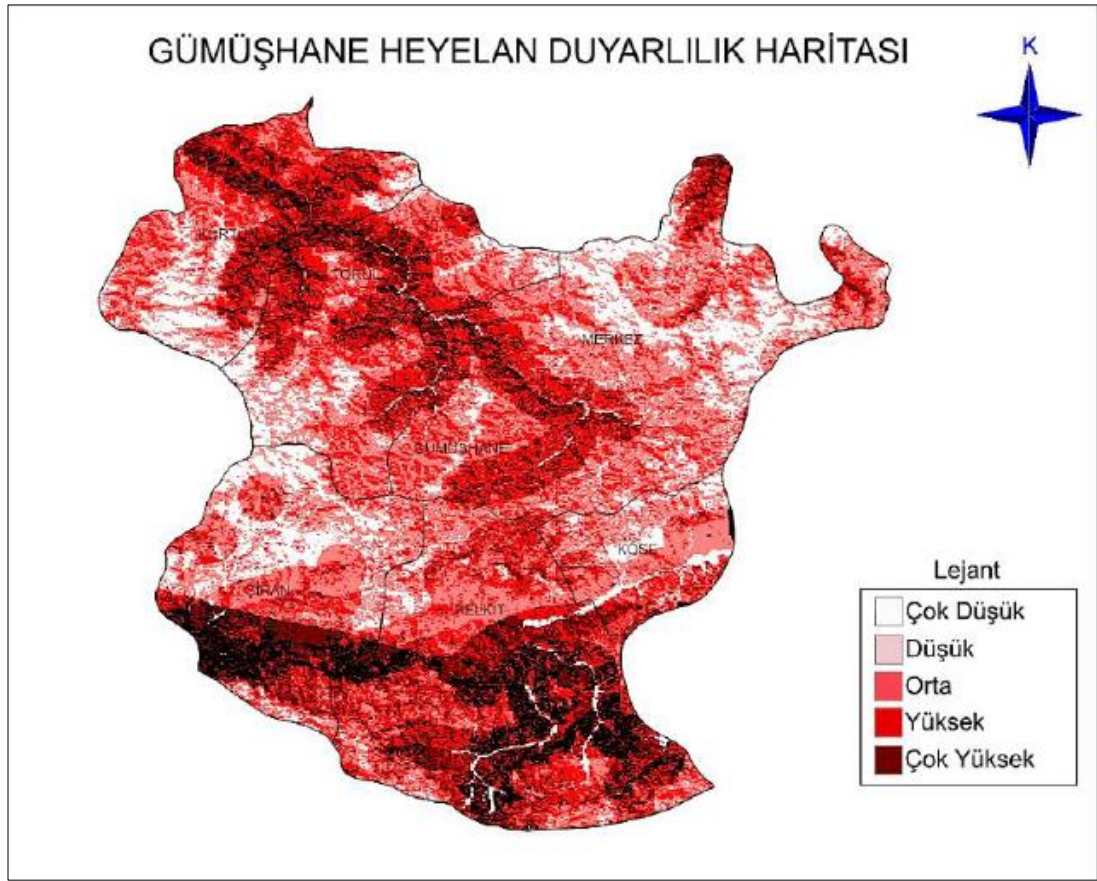 GÜMÜŞHANE HEYELAN DUYARLILIK HARİTASI
K
KÜRTÜN
TORUL
MERKEZ
GÜMÜŞHANE
KÖSE
ŞİRAN
KELKİT
Lejant
Çok Düşük
Düşük
Orta
Yüksek
Çok Yüksek